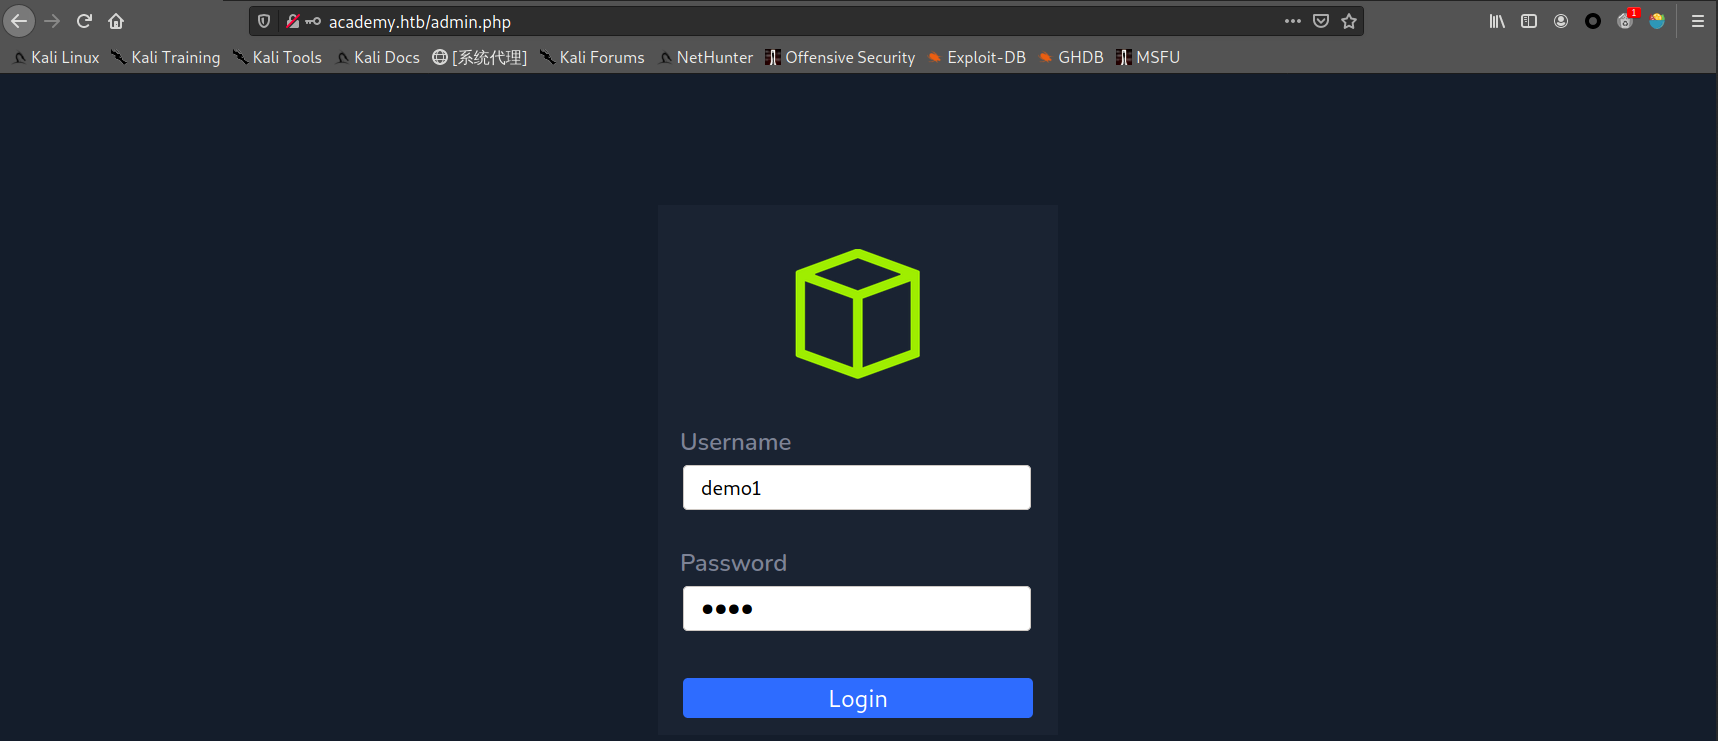 academy.htb/admin.php
1
Kali Linux Kali Training Kali Tools Kali Docs [系统代理] Kali Forums NetHunter Offensive Security Exploit-DB GHDB MSFU
Username
demo1
Password
••••
Login